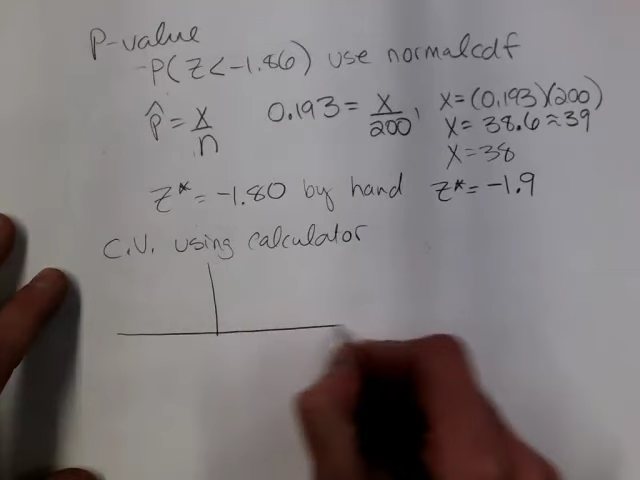 P-value
-P(Z < -1.86) use normalcdf
p̂ = x/n    0.193 = x/200,    x = (0.193)(200)
x = 38.6 ≈ 39
x = 38
z* = -1.80 by hand    z* = -1.9
C.V. using calculator